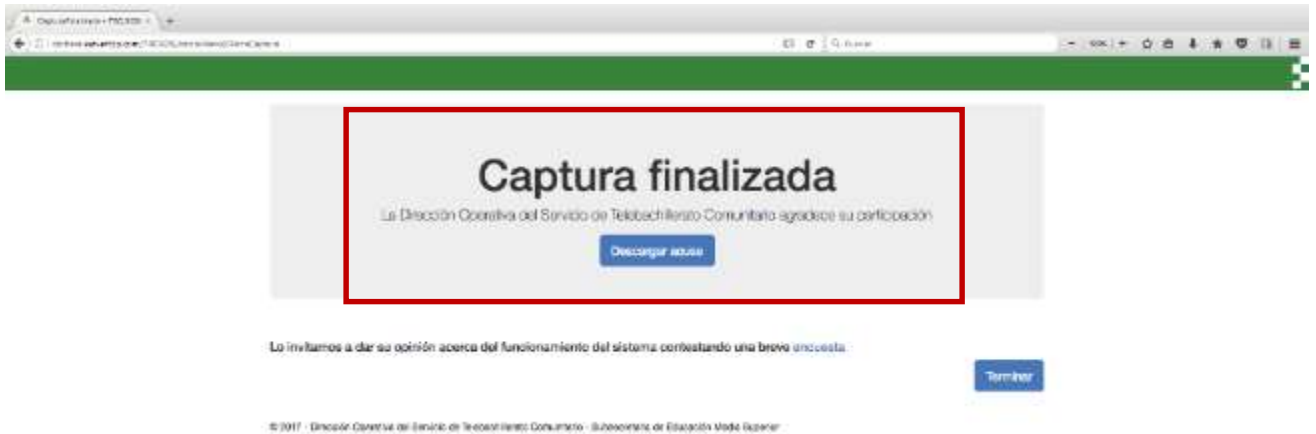 Captura finalizada
La Dirección Operativa del Servicio de Telebachillerato Comunitario agradece su participación
Descargar acuse
Lo invitamos a dar su opinión acerca del funcionamiento del sistema contestando una breve encuesta
Terminar
© 2017 - Dirección Operativa del Servicio de Telebachillerato Comunitario - Subsecretaría de Educación Media Superior